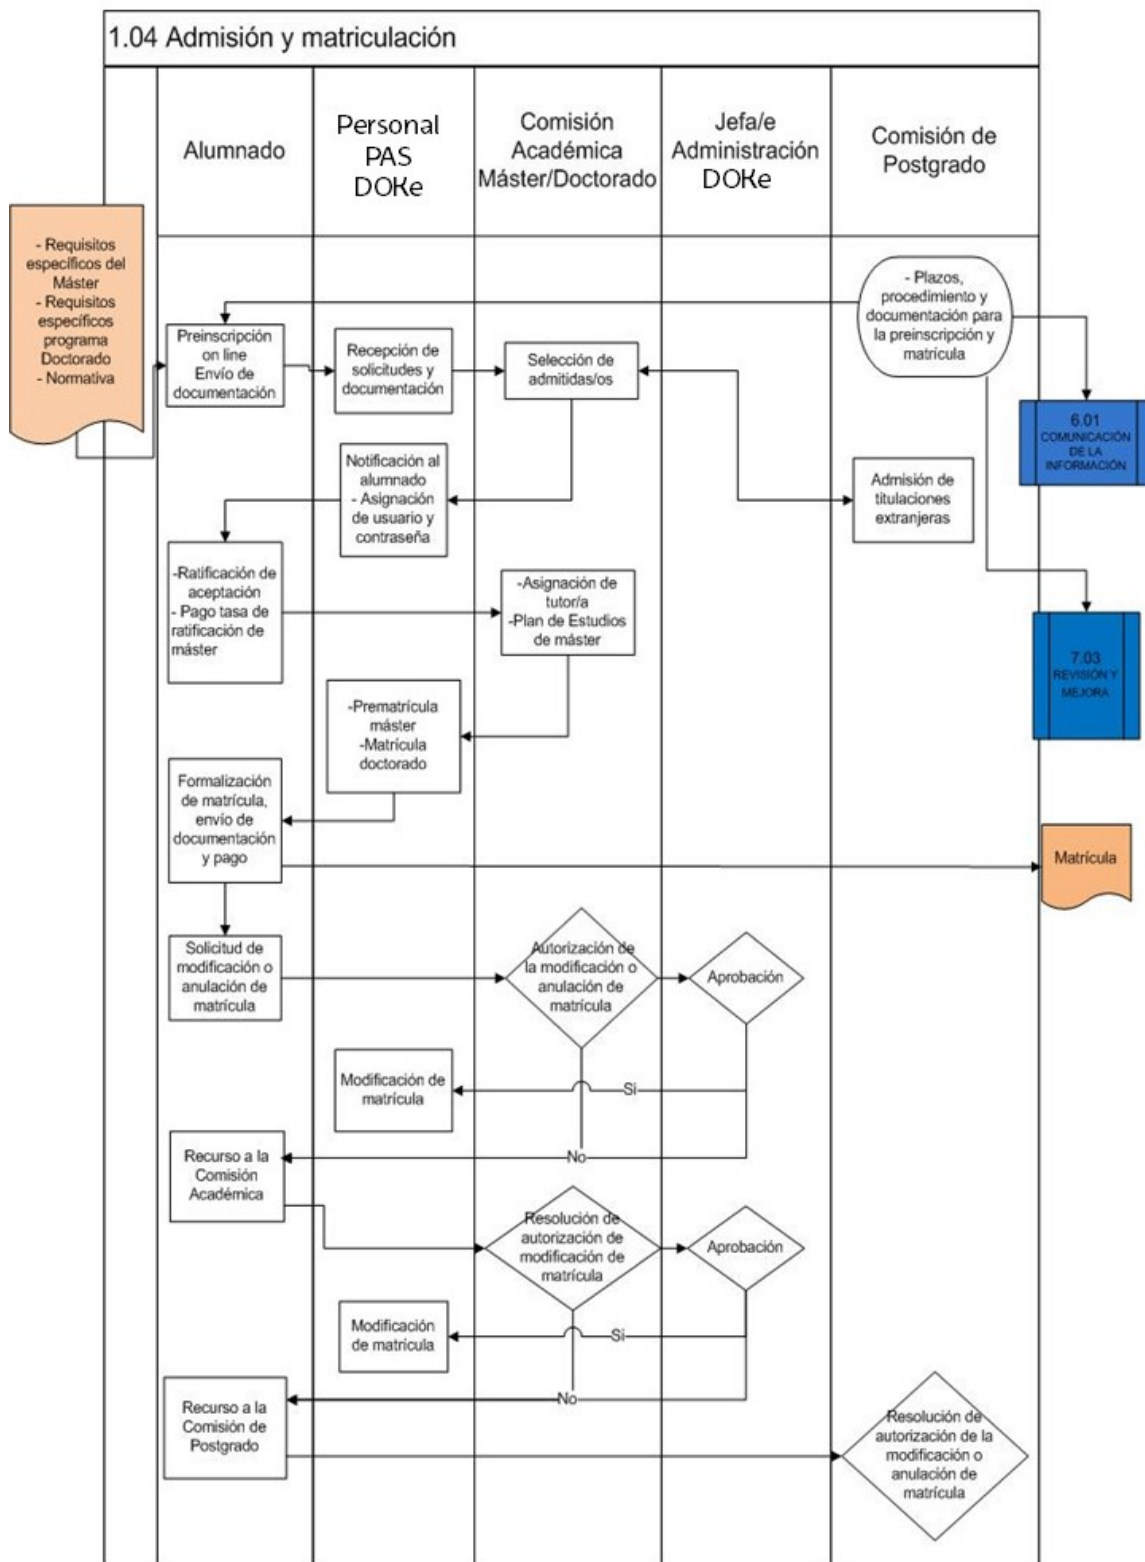 1.04 Admisión y matriculación
Alumnado
Personal
PAS
DOKe
Comisión
Académica
Máster/Doctorado
Jefa/e
Administración
DOKe
Comisión de
Postgrado
- Requisitos
específicos del
Máster
- Requisitos
específicos
programa
Doctorado
- Normativa
- Plazos,
procedimiento y
documentación para
la preinscripción y
matrícula
Preinscripción
on line
Envío de
documentación
Recepción de
solicitudes y
documentación
Selección de
admitidas/os
6.01
COMUNICACIÓN
DE LA
INFORMACIÓN
Notificación al
alumnado
- Asignación
de usuario y
contraseña
Admisión de
titulaciones
extranjeras
-Ratificación de
aceptación
- Pago tasa de
ratificación de
máster
-Asignación de
tutor/a
-Plan de Estudios
de máster
7.03
REVISIÓN Y
MEJORA
-Prematrícula
máster
-Matrícula
doctorado
Formalización
de matrícula,
envío de
documentación
y pago
Matrícula
Solicitud de
modificación o
anulación de
matrícula
Autorización de
la modificación o
anulación de
matrícula
Aprobación
Modificación de
matrícula
Si
No
Recurso a la
Comisión
Académica
Resolución de
autorización de
modificación de
matrícula
Aprobación
Modificación
de matrícula
Si
No
Recurso a la
Comisión de
Postgrado
Resolución de
autorización de la
modificación o
anulación de
matrícula